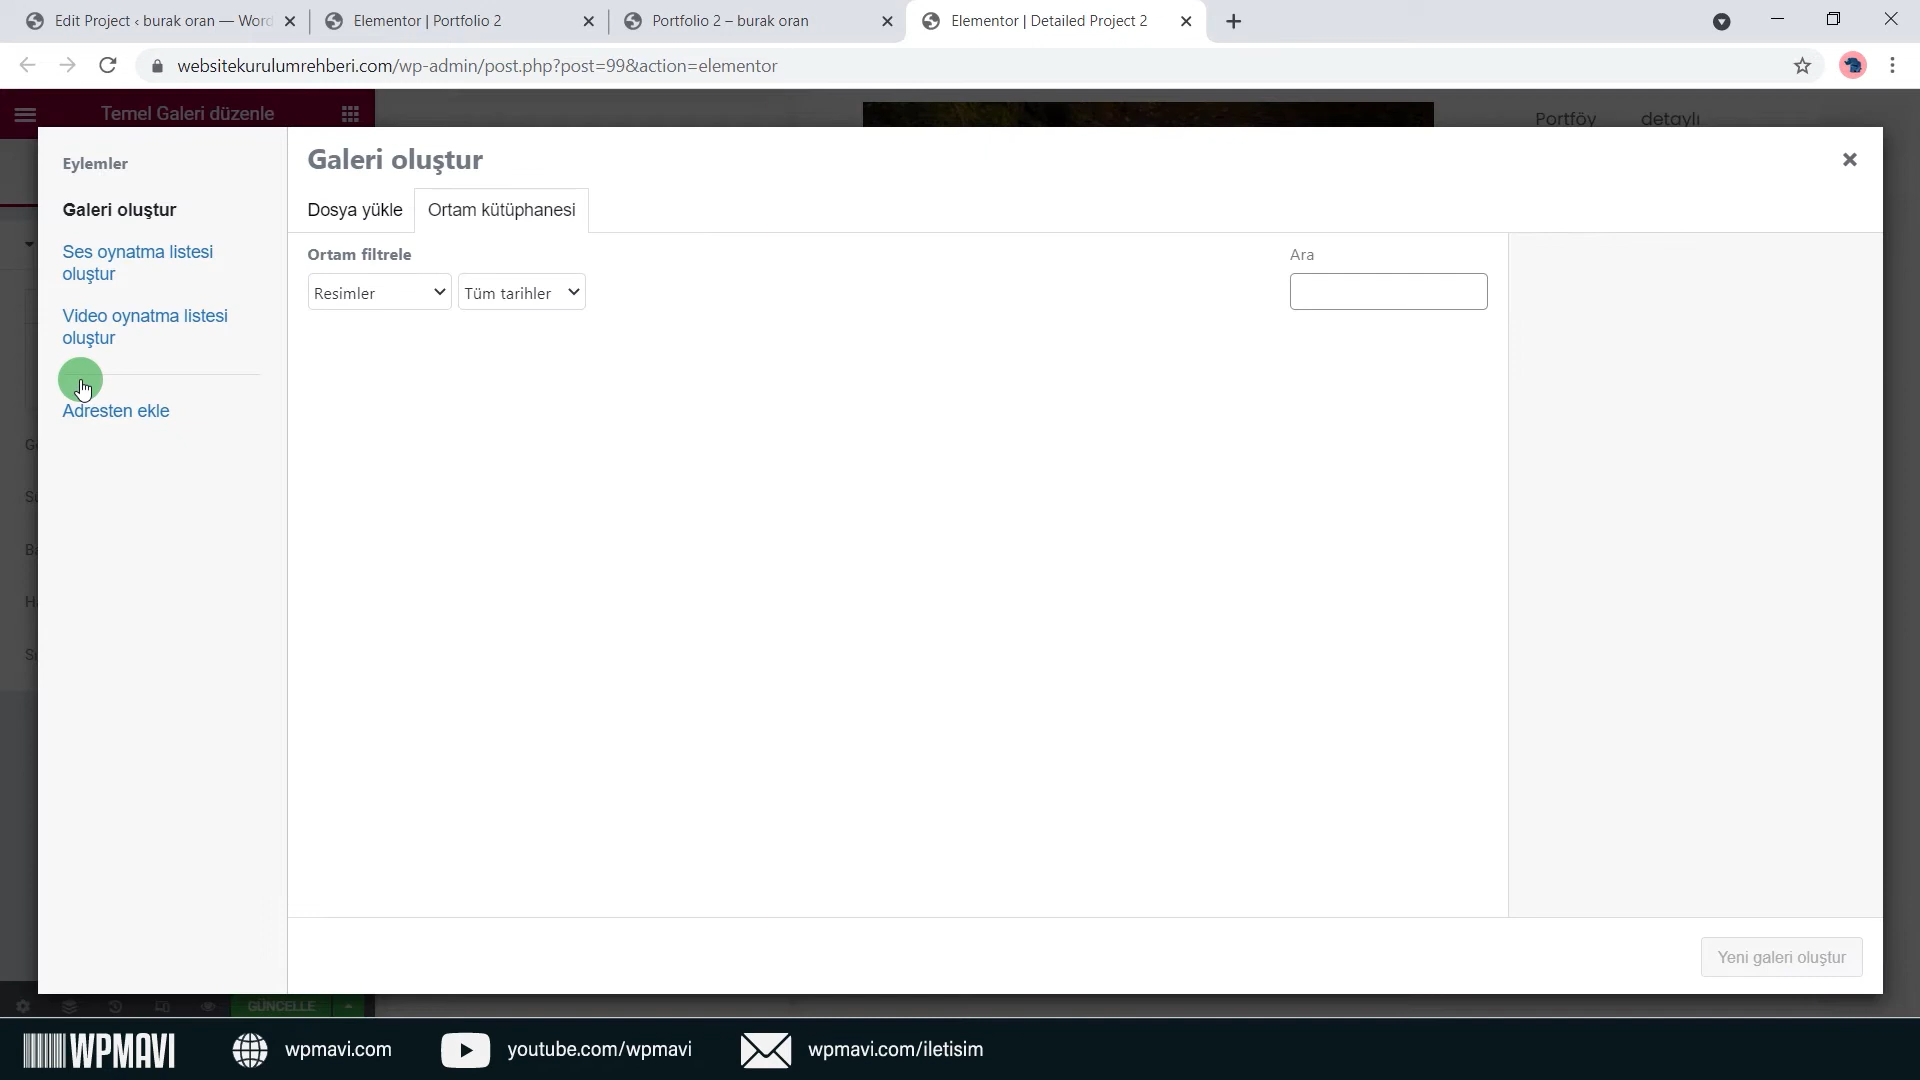 Edit Project ‹ burak oran — Word
Elementor | Portfolio 2
Portfolio 2 – burak oran
Elementor | Detailed Project 2
websitekurulumrehberi.com/wp-admin/post.php?post=99&action=elementor
Temel Galeri düzenle
Portföy detaylı
Eylemler
Galeri oluştur
Galeri oluştur
Dosya yükle
Ortam kütüphanesi
Ses oynatma listesi
oluştur
Video oynatma listesi
oluştur
Adresten ekle
Ortam filtrele
Resimler
Tüm tarihler
Ara
Yeni galeri oluştur
GÜNCELLE
WPMAVI
wpmavi.com
youtube.com/wpmavi
wpmavi.com/iletisim